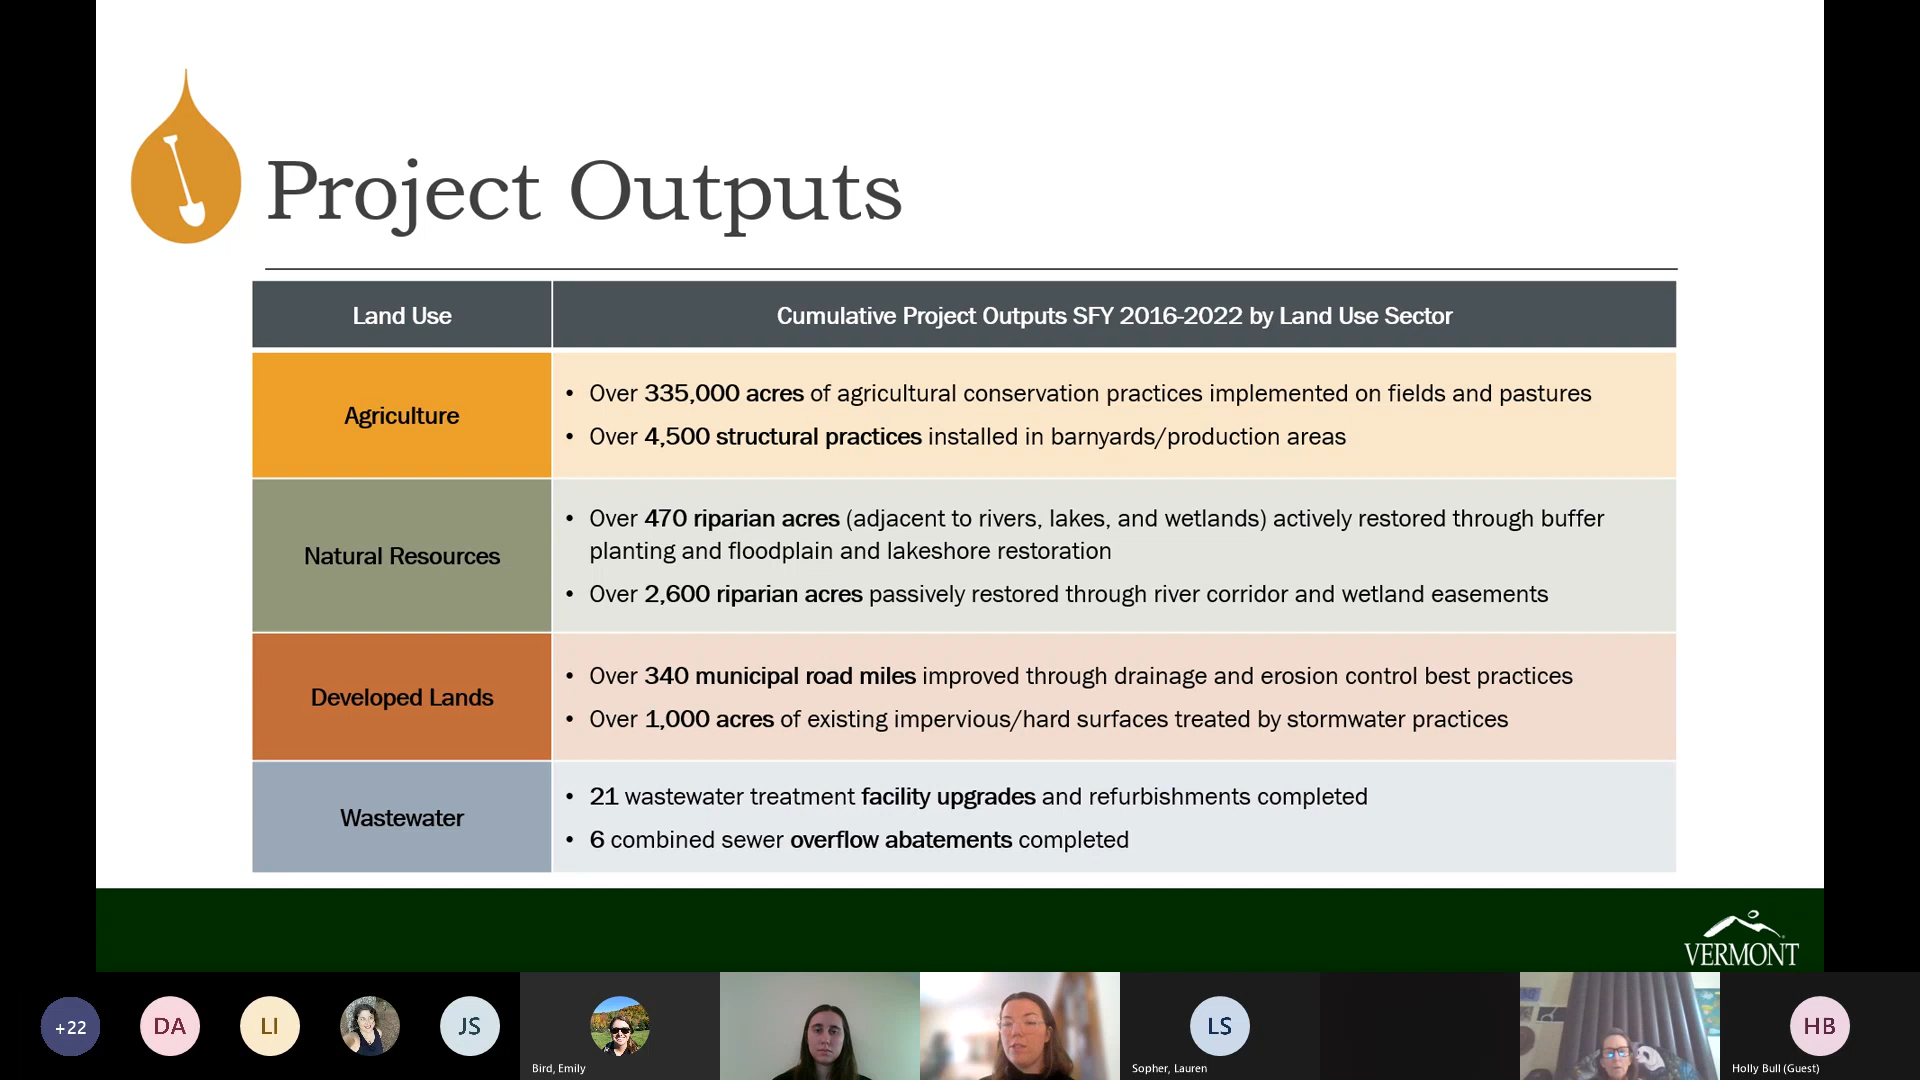 Project Outputs
Land Use
Cumulative Project Outputs SFY 2016-2022 by Land Use Sector
Agriculture
• Over 335,000 acres of agricultural conservation practices implemented on fields and pastures
• Over 4,500 structural practices installed in barnyards/production areas
Natural Resources
• Over 470 riparian acres (adjacent to rivers, lakes, and wetlands) actively restored through buffer
planting and floodplain and lakeshore restoration
• Over 2,600 riparian acres passively restored through river corridor and wetland easements
Developed Lands
• Over 340 municipal road miles improved through drainage and erosion control best practices
• Over 1,000 acres of existing impervious/hard surfaces treated by stormwater practices
Wastewater
• 21 wastewater treatment facility upgrades and refurbishments completed
• 6 combined sewer overflow abatements completed
VERMONT
+22
DA
LI
JS
Bird, Emily
LS
Sopher, Lauren
HB
Holly Bull (Guest)